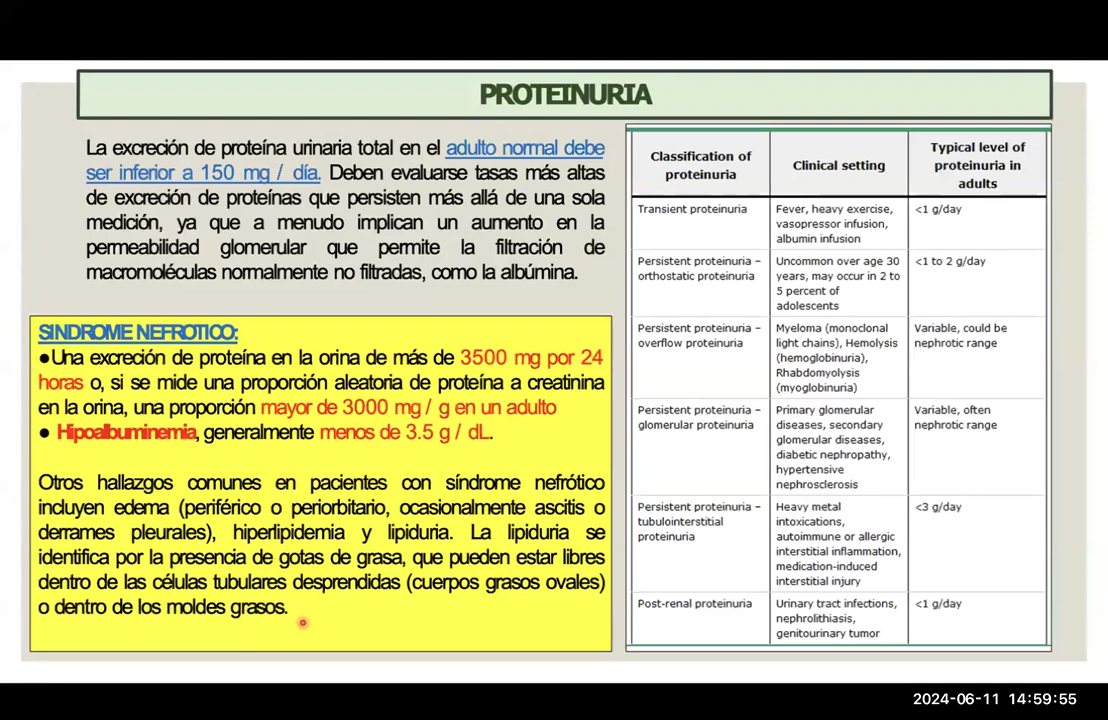 PROTEINURIA
La excreción de proteína urinaria total en el adulto normal debe
ser inferior a 150 mg / día. Deben evaluarse tasas más altas
de excreción de proteínas que persisten más allá de una sola
medición, ya que a menudo implican un aumento en la
permeabilidad glomerular que permite la filtración de
macromoléculas normalmente no filtradas, como la albúmina.
SINDROME NEFROTICO:
●Una excreción de proteína en la orina de más de 3500 mg por 24
horas o, si se mide una proporción aleatoria de proteína a creatinina
en la orina, una proporción mayor de 3000 mg / g en un adulto
● Hipoalbuminemia, generalmente menos de 3.5 g / dL.
Otros hallazgos comunes en pacientes con síndrome nefrótico
incluyen edema (periférico o periorbitario, ocasionalmente ascitis o
derrames pleurales), hiperlipidemia y lipiduria. La lipiduria se
identifica por la presencia de gotas de grasa, que pueden estar libres
dentro de las células tubulares desprendidas (cuerpos grasos ovales)
o dentro de los moldes grasos.
Classification of
proteinuria
Clinical setting
Typical level of
proteinuria in
adults
Transient proteinuria
Fever, heavy exercise,
vasopressor infusion,
albumin infusion
<1 g/day
Persistent proteinuria –
orthostatic proteinuria
Uncommon over age 30
years, may occur in 2 to
5 percent of
adolescents
<1 to 2 g/day
Persistent proteinuria –
overflow proteinuria
Myeloma (monoclonal
light chains), Hemolysis
(hemoglobinuria),
Rhabdomyolysis
(myoglobinuria)
Variable, could be
nephrotic range
Persistent proteinuria –
glomerular proteinuria
Primary glomerular
diseases, secondary
glomerular diseases,
diabetic nephropathy,
hypertensive
nephrosclerosis
Variable, often
nephrotic range
Persistent proteinuria –
tubulointerstitial
proteinuria
Heavy metal
intoxications,
autoimmune or allergic
interstitial inflammation,
medication-induced
interstitial injury
<3 g/day
Post-renal proteinuria
Urinary tract infections,
nephrolithiasis,
genitourinary tumor
<1 g/day
2024-06-11 14:59:55